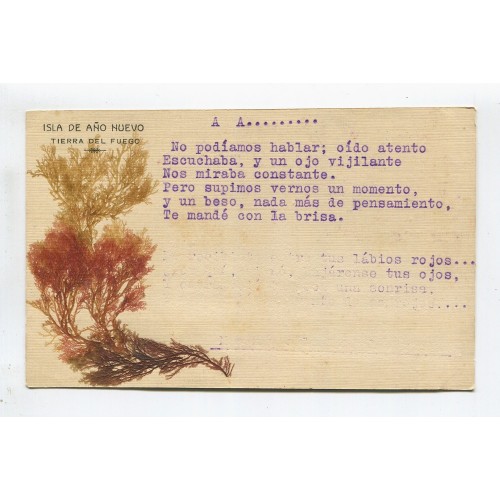 ISLA DE AÑO NUEVO
TIERRA DEL FUEGO
A A.........
No podíamos hablar; oído atento
Escuchaba, y un ojo vijilante
Nos miraba constante.
Pero supimos vernos un momento,
y un beso, nada más de pensamiento,
Te mandé con la brisa.
tus lábios rojos...
tus ojos,
una sonrisa.